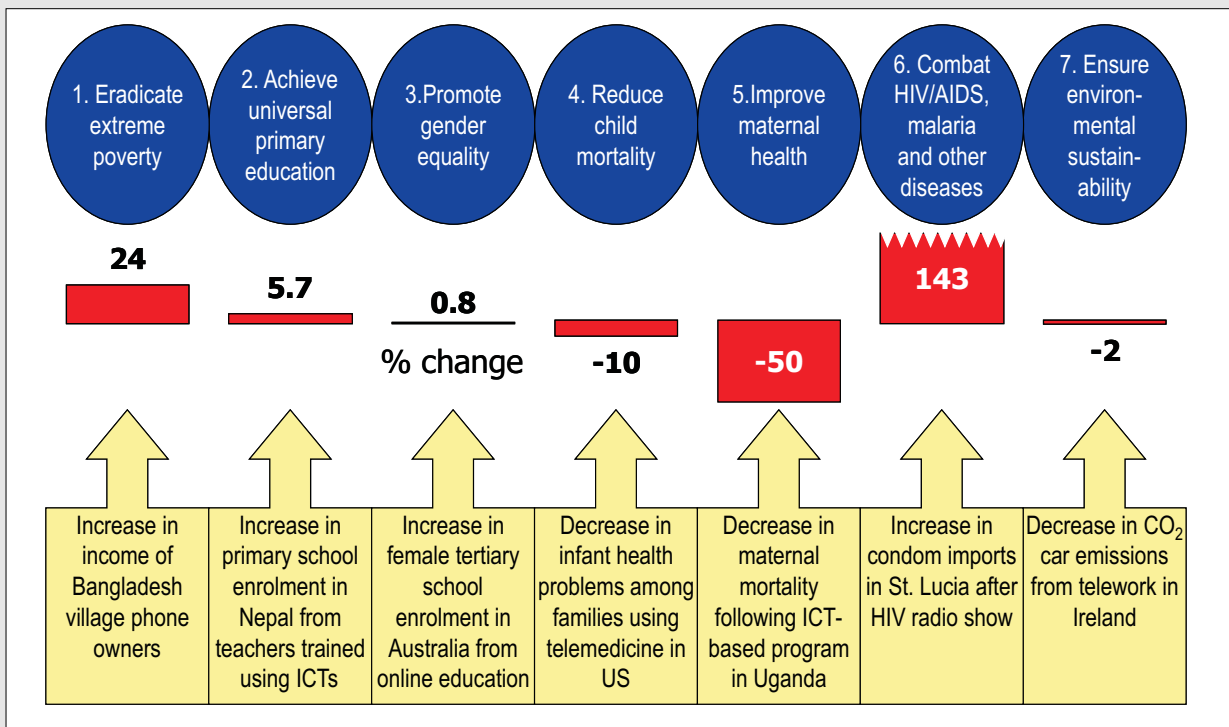 1. Eradicate
extreme
poverty
2. Achieve
universal
primary
education
3.Promote
gender
equality
4. Reduce
child
mortality
5.Improve
maternal
health
6. Combat
HIV/AIDS,
malaria
and other
diseases
7. Ensure
environ-
mental
sustain-
ability
24
5.7
0.8
% change
-10
-50
143
-2
Increase in
income of
Bangladesh
village phone
owners
Increase in
primary school
enrolment in
Nepal from
teachers trained
using ICTs
Increase in
female tertiary
school
enrolment in
Australia from
online education
Decrease in
infant health
problems among
families using
telemedicine in
US
Decrease in
maternal
mortality
following ICT-
based program
in Uganda
Increase in
condom imports
in St. Lucia after
HIV radio show
Decrease in CO₂
car emissions
from telework in
Ireland